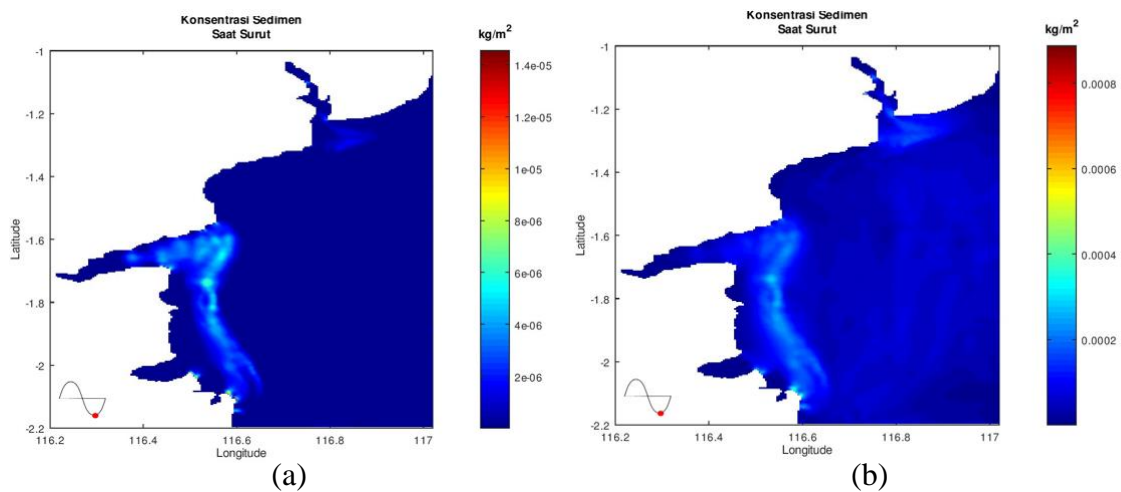 Konsentrasi Sedimen
Saat Surut
kg/m²
-1
-1.2
-1.4
-1.6
-1.8
-2
-2.2
Latitude
116.2 116.4 116.6 116.8 117
Longitude
1.4e-05
1.2e-05
1e-05
8e-06
6e-06
4e-06
2e-06
(a)
Konsentrasi Sedimen
Saat Surut
kg/m²
-1
-1.2
-1.4
-1.6
-1.8
-2
-2.2
Latitude
116.2 116.4 116.6 116.8 117
Longitude
0.0008
0.0006
0.0004
0.0002
(b)